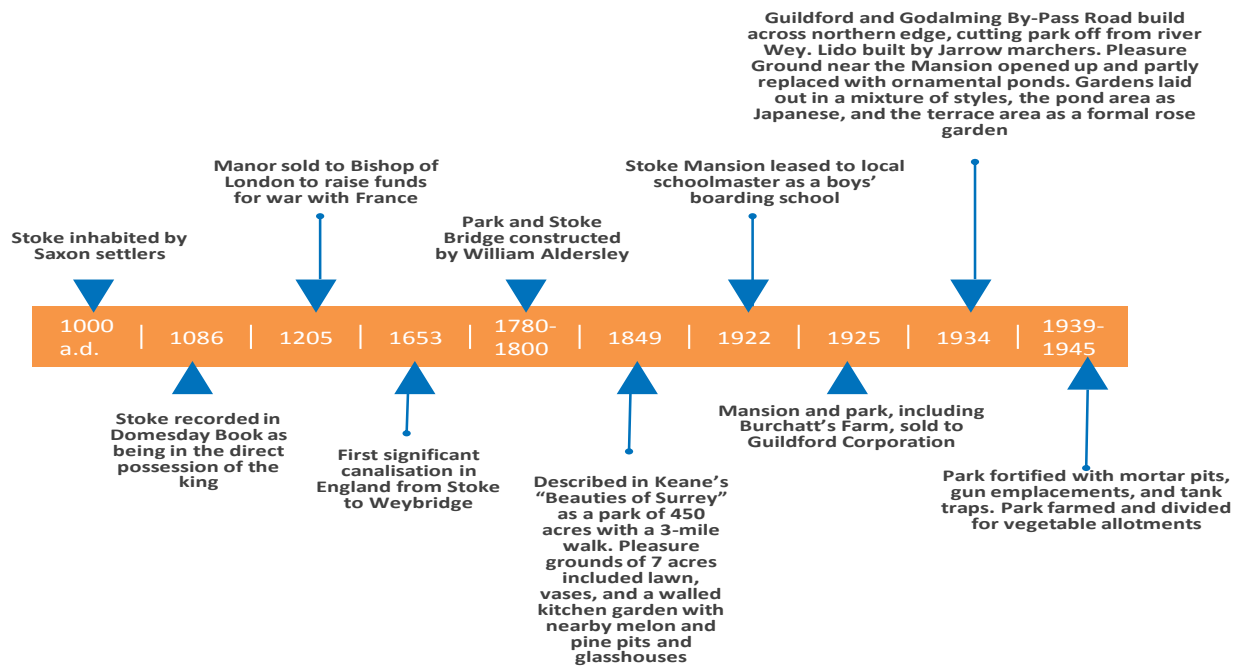 Guildford and Godalming By-Pass Road build
across northern edge, cutting park off from river
Wey. Lido built by Jarrow marchers. Pleasure
Ground near the Mansion opened up and partly
replaced with ornamental ponds. Gardens laid
out in a mixture of styles, the pond area as
Japanese, and the terrace area as a formal rose
garden
Manor sold to Bishop of
London to raise funds
for war with France
Stoke Mansion leased to local
schoolmaster as a boys'
boarding school
Stoke inhabited by
Saxon settlers
Park and Stoke
Bridge constructed
by William Aldersley
1000
a.d.
1086
1205
1653
1780-
1800
1849
1922
1925
1934
1939-
1945
Stoke recorded in
Domesday Book as
being in the direct
possession of the
king
First significant
canalisation in
England from Stoke
to Weybridge
Described in Keane's
“Beauties of Surrey”
as a park of 450
acres with a 3-mile
walk. Pleasure
grounds of 7 acres
included lawn,
vases, and a walled
kitchen garden with
nearby melon and
pine pits and
glasshouses
Mansion and park, including
Burchatt's Farm, sold to
Guildford Corporation
Park fortified with mortar pits,
gun emplacements, and tank
traps. Park farmed and divided
for vegetable allotments